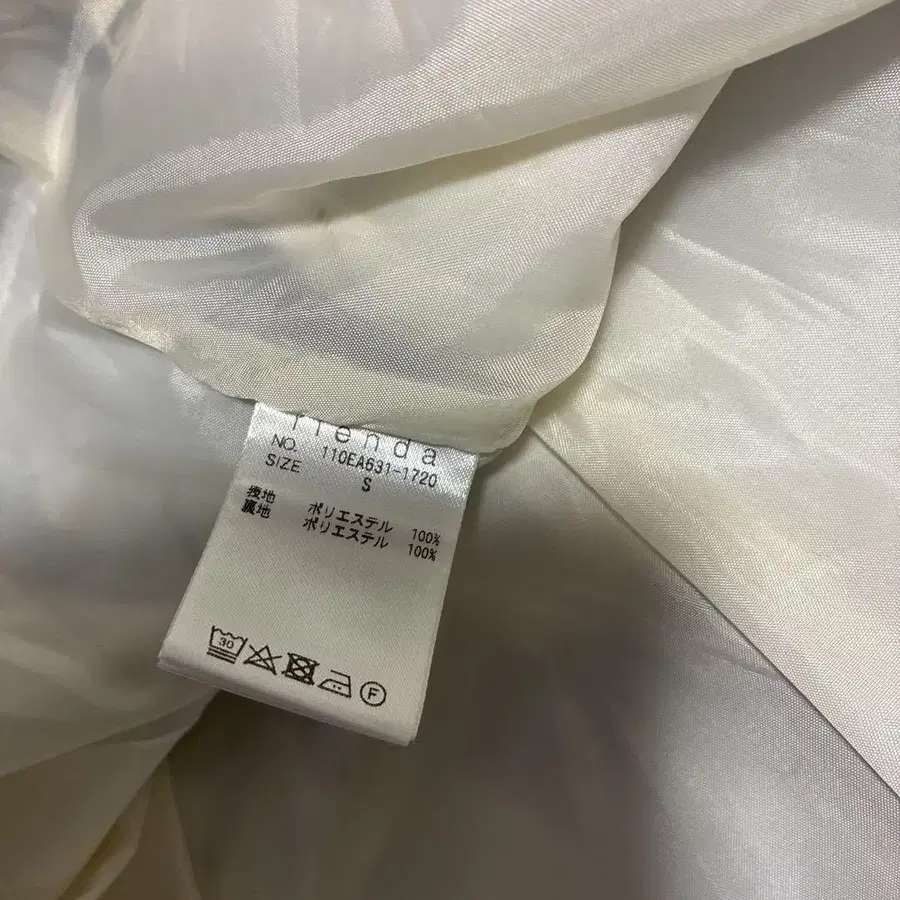 rienda
NO. 110EA631-1720
SIZE S
表地 ポリエステル 100%
裏地 ポリエステル 100%
30
F